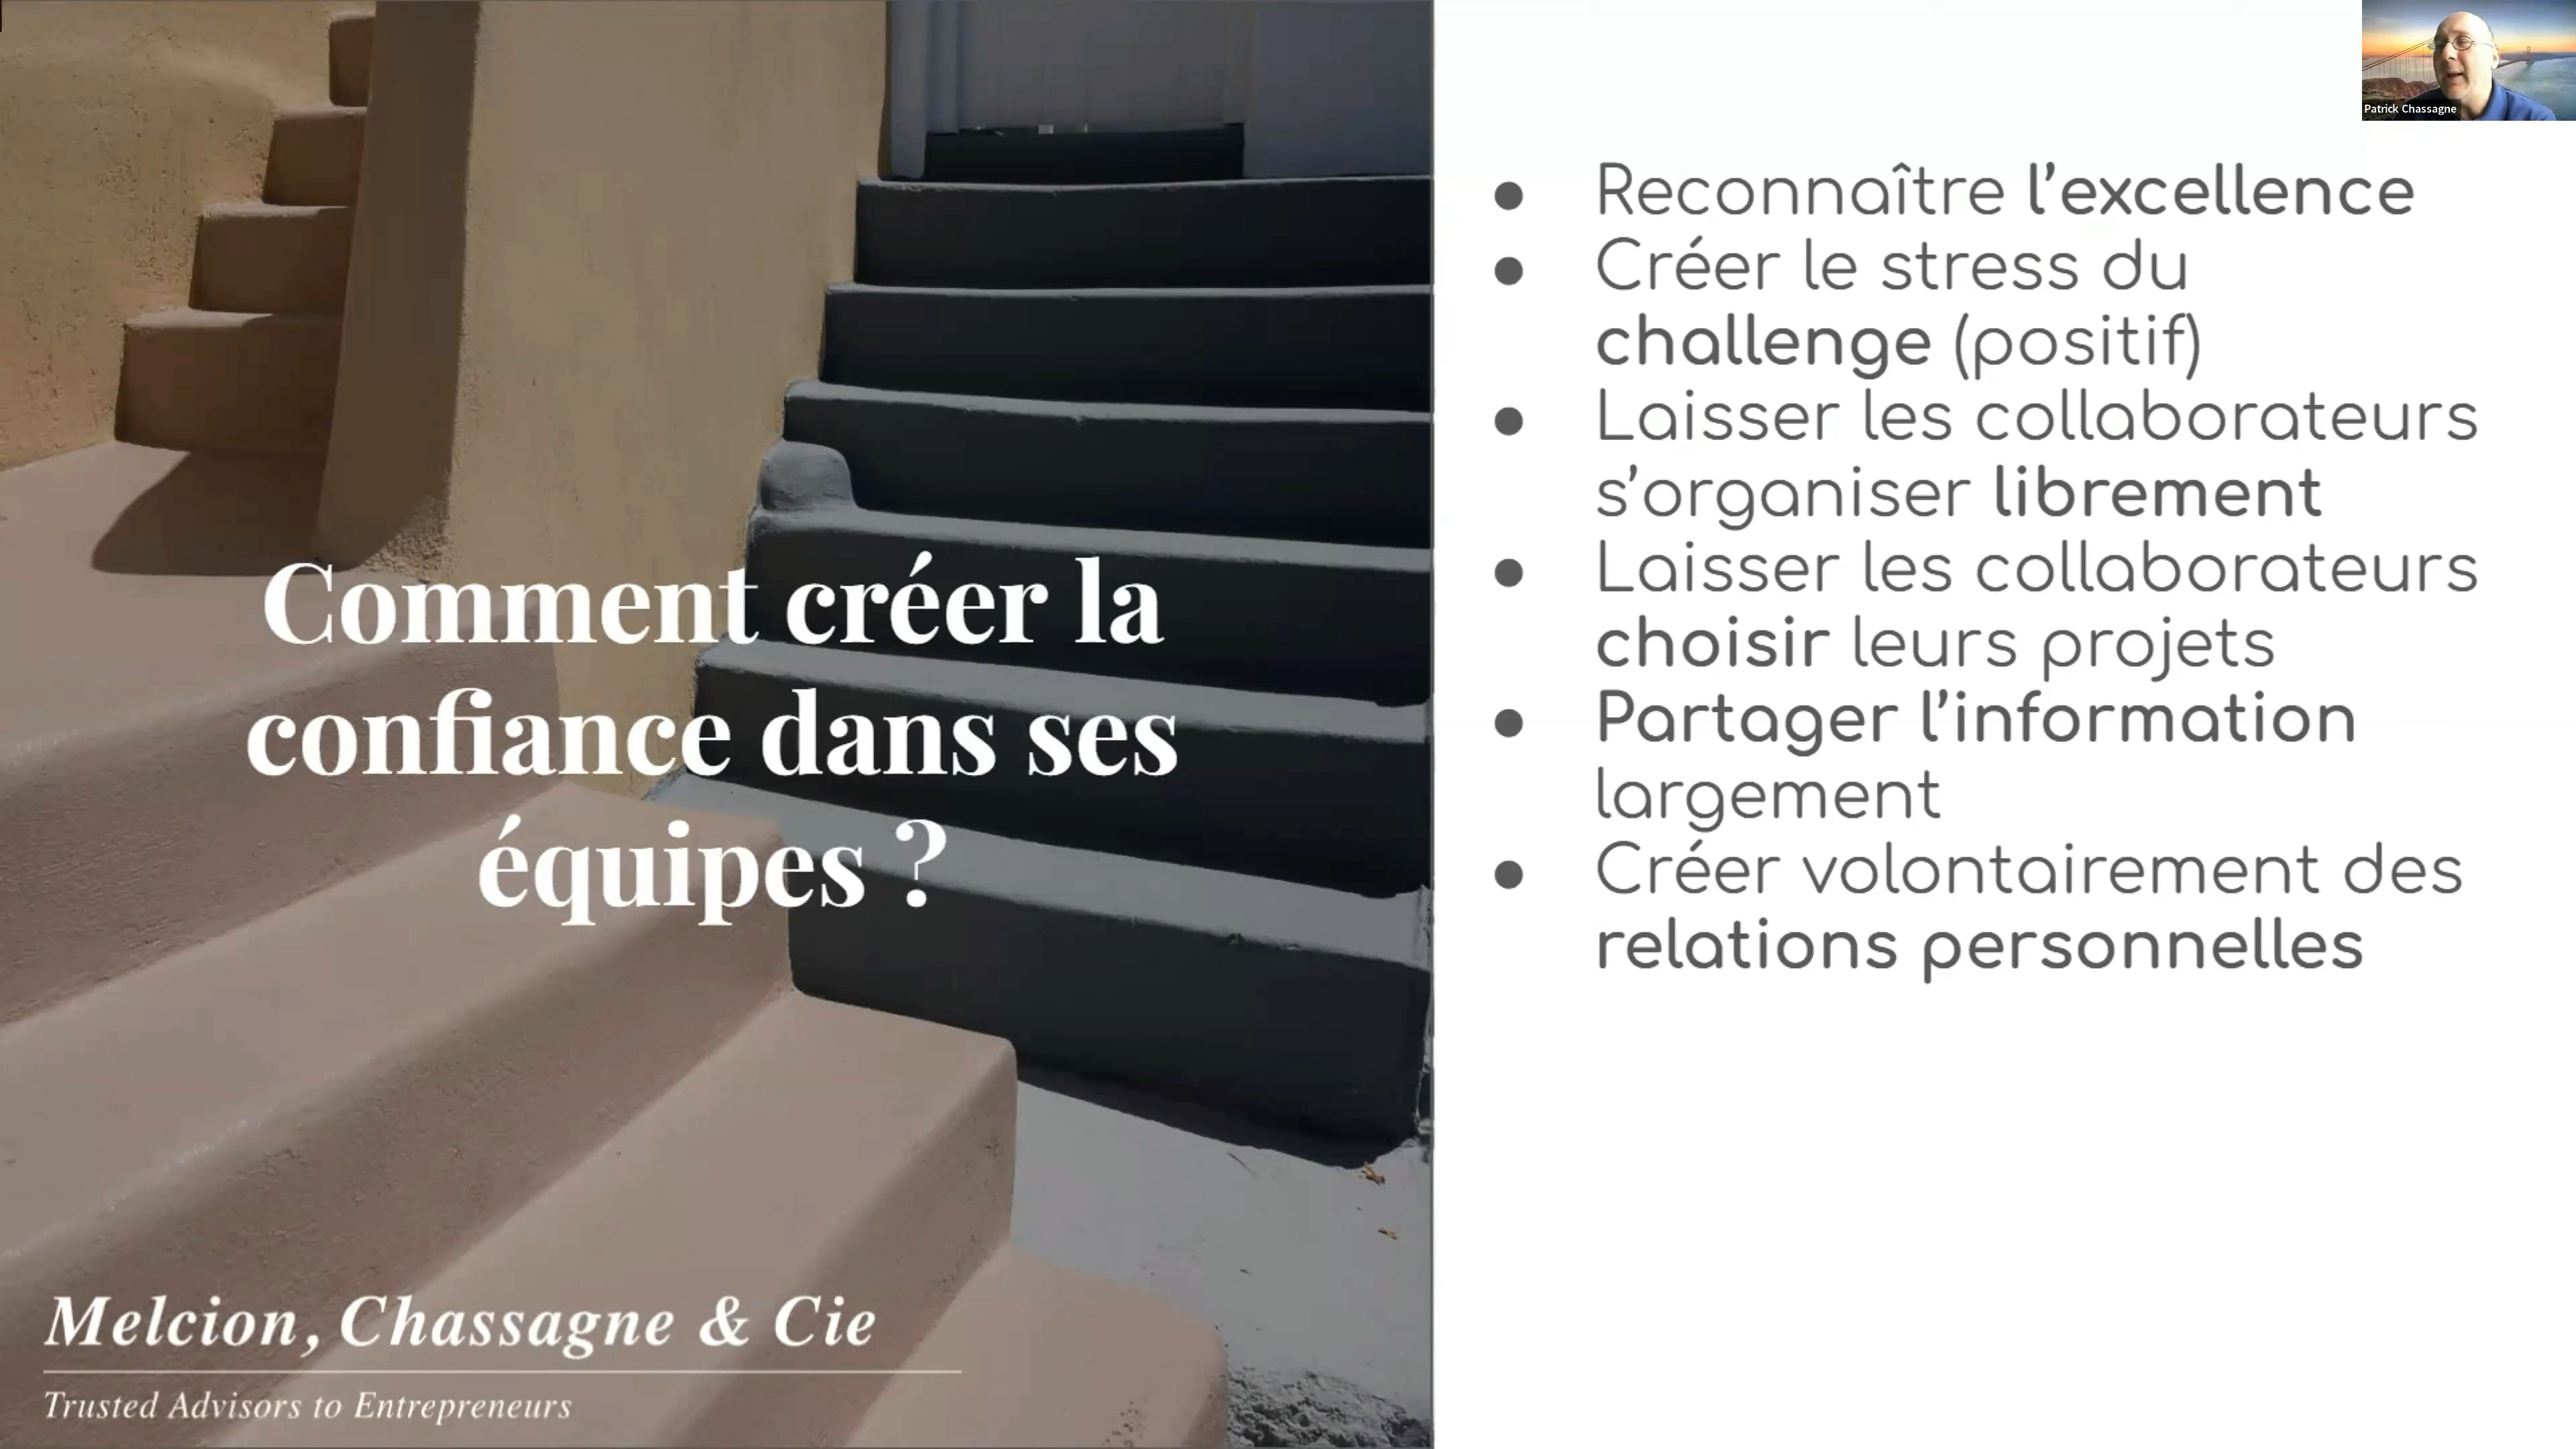 Comment créer la
confiance dans ses
équipes ?
Melcion, Chassagne & Cie
Trusted Advisors to Entrepreneurs
Patrick Chassagne
● Reconnaître l’excellence
● Créer le stress du
challenge (positif)
● Laisser les collaborateurs
s’organiser librement
● Laisser les collaborateurs
choisir leurs projets
● Partager l’information
largement
● Créer volontairement des
relations personnelles